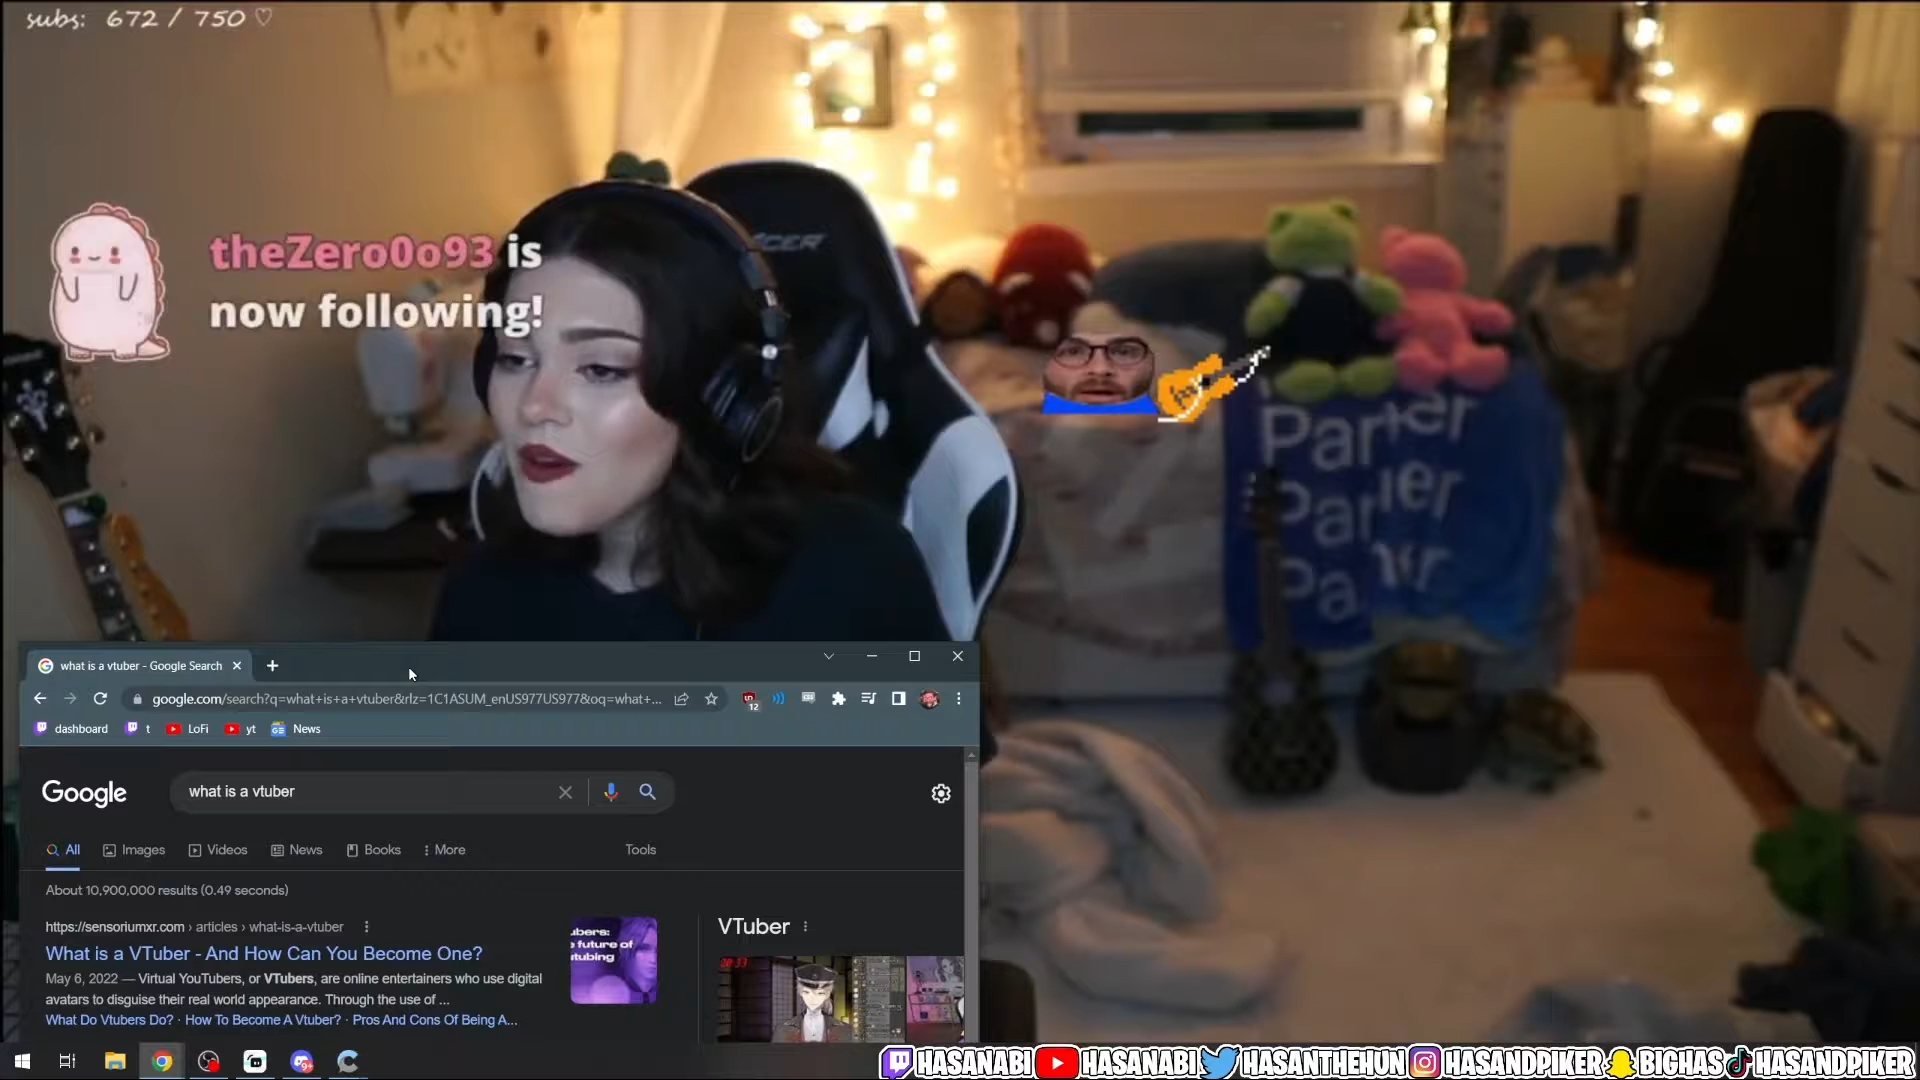 subs: 672 / 750 ♡
theZero0o93 is
now following!
Parler
Parler
what is a vtuber - Google Search
google.com/search?q=what+is+a+vtuber&rlz=1C1ASUM_enUS977US977&oq=what+...
12
dashboard
t
LoFi
yt
News
Google
what is a vtuber
All
Images
Videos
News
Books
More
Tools
About 10,900,000 results (0.49 seconds)
https://sensoriumxr.com › articles › what-is-a-vtuber
What is a VTuber - And How Can You Become One?
May 6, 2022 — Virtual YouTubers, or VTubers, are online entertainers who use digital
avatars to disguise their real world appearance. Through the use of ...
What Do Vtubers Do? · How To Become A Vtuber? · Pros And Cons Of Being A...
VTuber
HASANABI HASANABI HASANTHEHUN HASANDPIKER BIGHAS HASANDPIKER